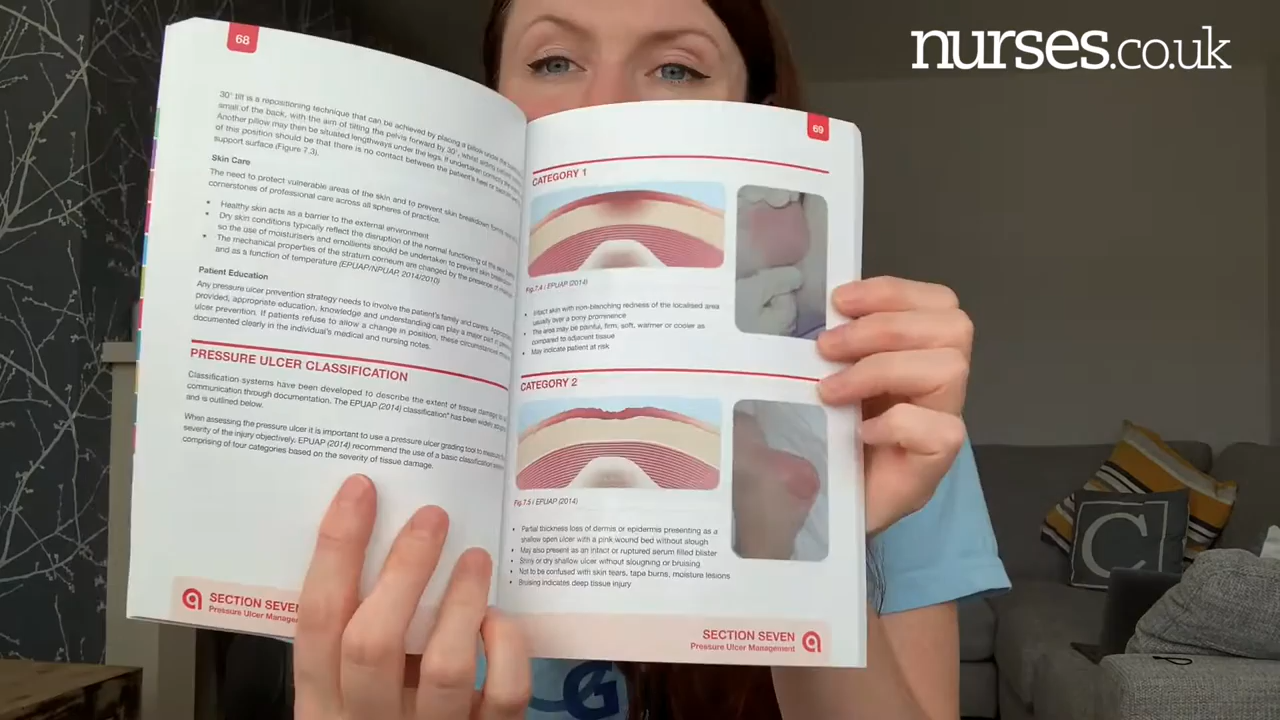 nurses.co.uk
68
30° tilt is a repositioning technique that can be achieved by placing a pillow under the
small of the back, with the aim of tilting the pelvis forward by 30°, whilst
Another pillow may then be situated lengthways under the legs. If undertaken correctly the
of this position should be that there is no contact between the patient's heel or
support surface (Figure 7.3).
Skin Care
The need to protect vulnerable areas of the skin and to prevent skin breakdown
cornerstones of professional care across all spheres of practice.
• Healthy skin acts as a barrier to the external environment
• Dry skin conditions typically reflect the disruption of the normal functioning of the skin
so the use of moisturisers and emollients should be undertaken to prevent skin
• The mechanical properties of the stratum corneum are changed by the presence of
and as a function of temperature (EPUAP/NPUAP, 2014/2010)
Patient Education
Any pressure ulcer prevention strategy needs to involve the patient's family and carers.
provided, appropriate education, knowledge and understanding can play a major part in
ulcer prevention. If patients refuse to allow a change in position, these circumstances
documented clearly in the individual's medical and nursing notes.
PRESSURE ULCER CLASSIFICATION
Classification systems have been developed to describe the extent of tissue damage
communication through documentation. The EPUAP (2014) classification has been widely
and is outlined below.
When assessing the pressure ulcer it is important to use a pressure ulcer grading tool to measure
severity of the injury objectively. EPUAP (2014) recommend the use of a basic classification
comprising of four categories based on the severity of tissue damage.
SECTION SEVEN
Pressure Ulcer
69
CATEGORY 1
Fig.7.4 / EPUAP (2014)
• Intact skin with non-blanching redness of the localised area
usually over a bony prominence
• The area may be painful, firm, soft, warmer or cooler as
compared to adjacent tissue
• May indicate patient at risk
CATEGORY 2
Fig.7.5 / EPUAP (2014)
• Partial thickness loss of dermis or epidermis presenting as a
shallow open ulcer with a pink wound bed without slough
• May also present as an intact or ruptured serum filled blister
• Shiny or dry shallow ulcer without sloughing or bruising
• Not to be confused with skin tears, tape burns, moisture lesions
• Bruising indicates deep tissue injury
SECTION SEVEN
Pressure Ulcer Management
C
G